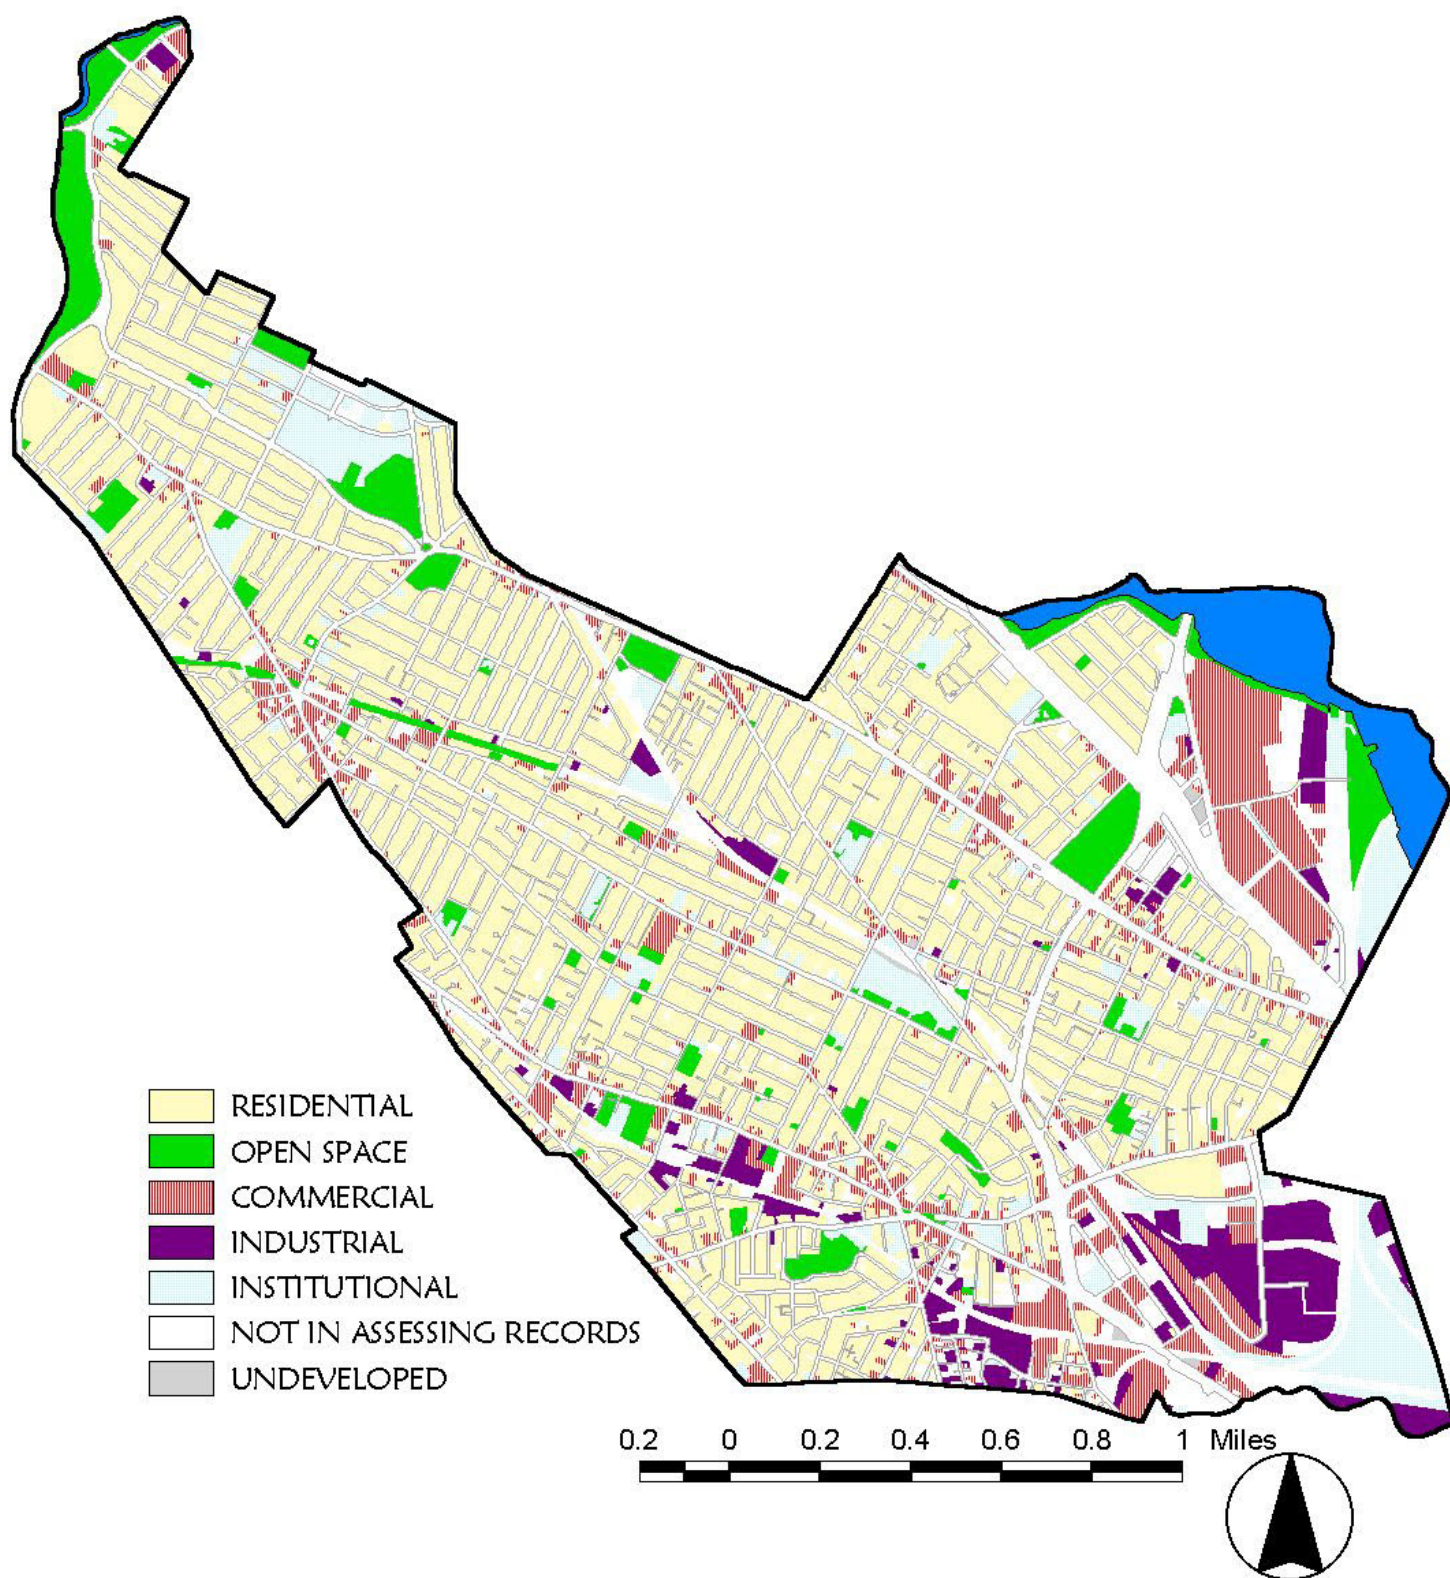 RESIDENTIAL
OPEN SPACE
COMMERCIAL
INDUSTRIAL
INSTITUTIONAL
NOT IN ASSESSING RECORDS
UNDEVELOPED
0.2 0 0.2 0.4 0.6 0.8 1 Miles